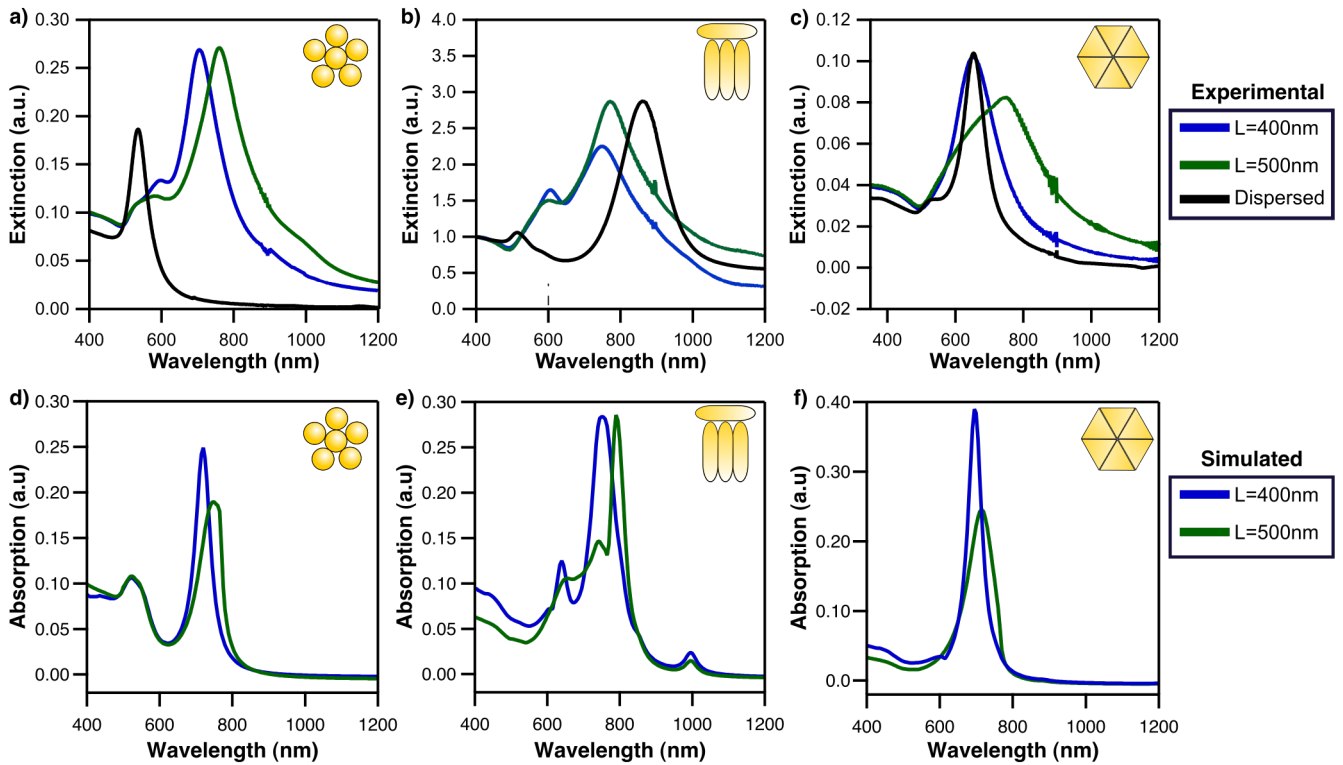 a)
0.30
0.25
0.20
0.15
0.10
0.05
0.00
Extinction (a.u.)
400 600 800 1000 1200
Wavelength (nm)
b)
4.0
3.5
3.0
2.5
2.0
1.5
1.0
0.5
0.0
Extinction (a.u.)
400 600 800 1000 1200
Wavelength (nm)
c)
0.12
0.10
0.08
0.06
0.04
0.02
0.00
-0.02
Extinction (a.u.)
400 600 800 1000 1200
Wavelength (nm)
Experimental
L=400nm
L=500nm
Dispersed
d)
0.30
0.25
0.20
0.15
0.10
0.05
0.00
Absorption (a.u)
400 600 800 1000 1200
Wavelength (nm)
e)
0.30
0.25
0.20
0.15
0.10
0.05
0.00
Absorption (a.u)
400 600 800 1000 1200
Wavelength (nm)
f)
0.40
0.30
0.20
0.10
0.0
Absorption (a.u)
400 600 800 1000 1200
Wavelength (nm)
Simulated
L=400nm
L=500nm